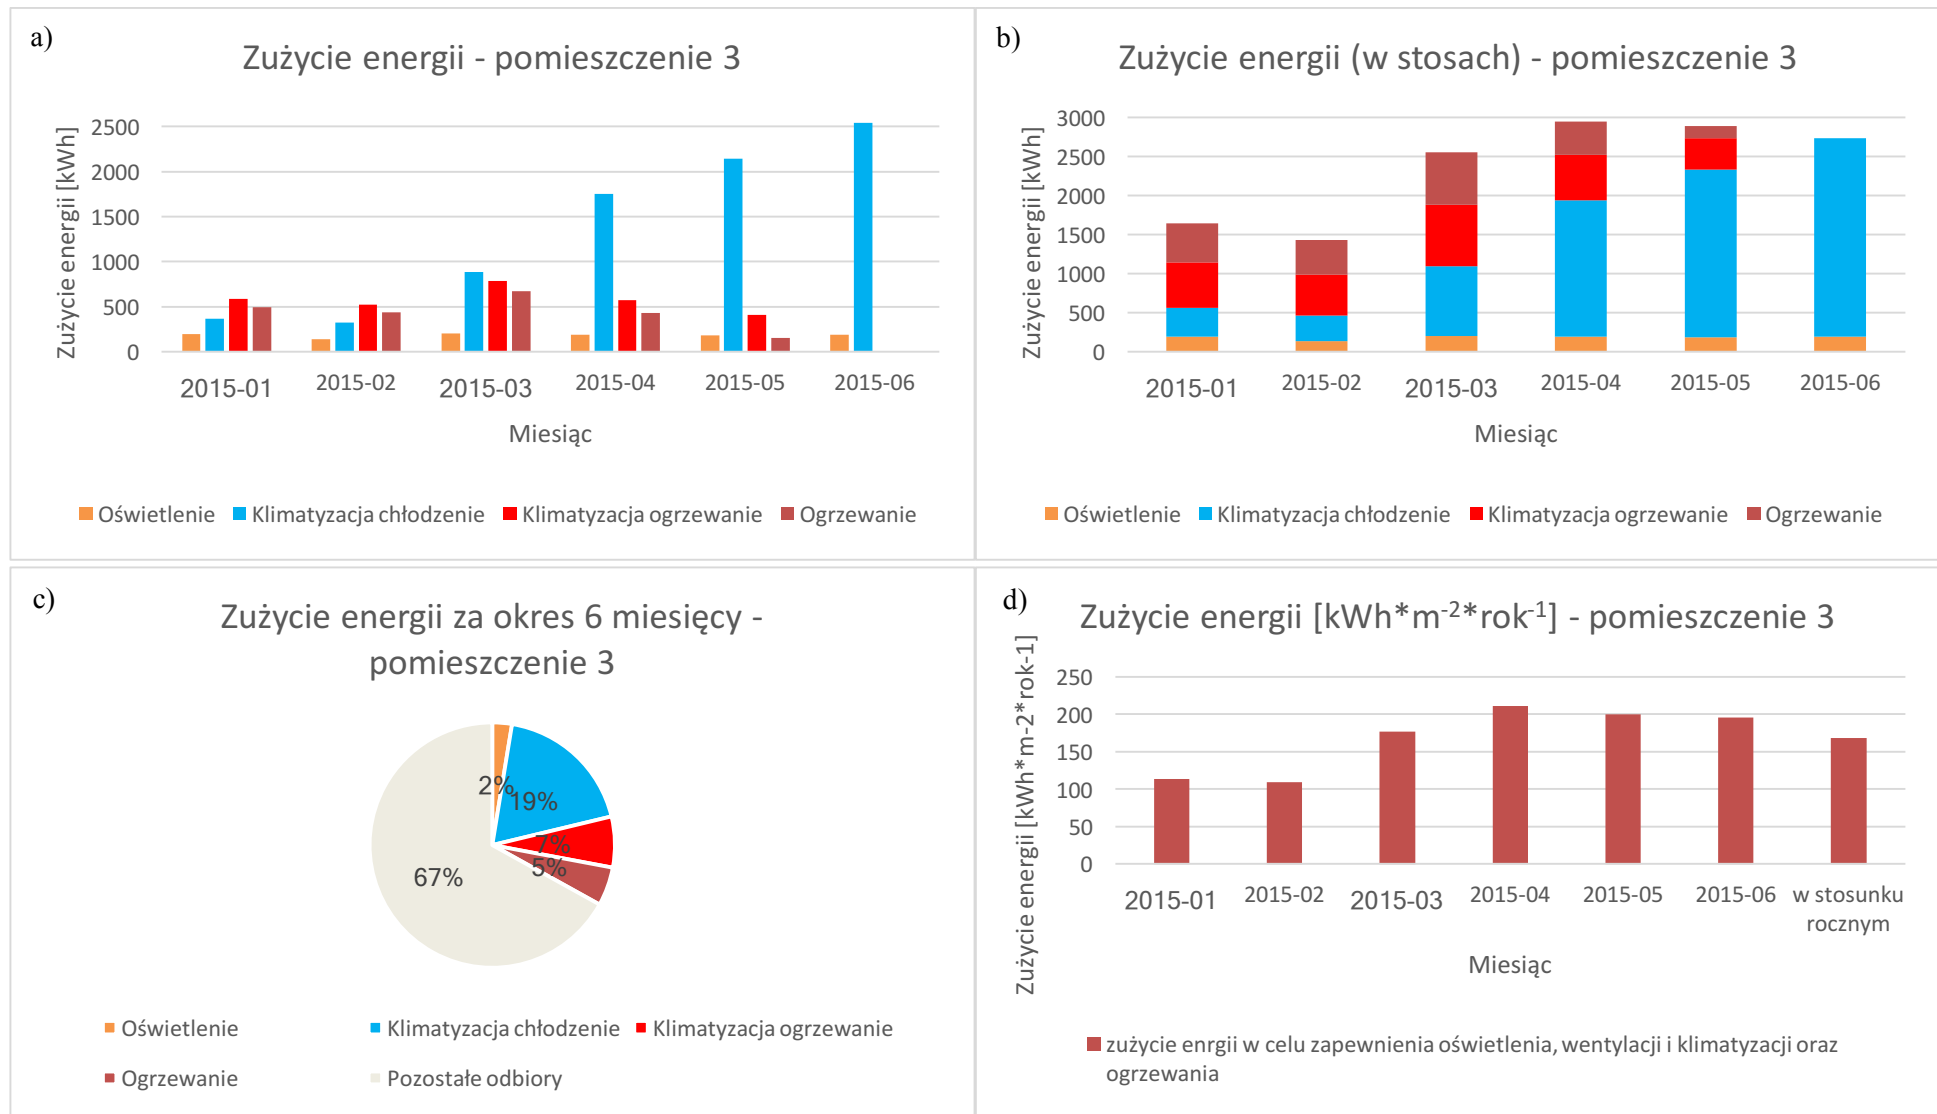 a)
Zużycie energii - pomieszczenie 3
Zużycie energii [kWh]
2500
2000
1500
1000
500
0
2015-01
2015-02
2015-03
2015-04
2015-05
2015-06
Miesiąc
Oświetlenie
Klimatyzacja chłodzenie
Klimatyzacja ogrzewanie
Ogrzewanie
b)
Zużycie energii (w stosach) - pomieszczenie 3
Zużycie energii [kWh]
3000
2500
2000
1500
1000
500
0
2015-01
2015-02
2015-03
2015-04
2015-05
2015-06
Miesiąc
Oświetlenie
Klimatyzacja chłodzenie
Klimatyzacja ogrzewanie
Ogrzewanie
c)
Zużycie energii za okres 6 miesięcy -
pomieszczenie 3
2%
19%
7%
5%
67%
Oświetlenie
Klimatyzacja chłodzenie
Klimatyzacja ogrzewanie
Ogrzewanie
Pozostałe odbiory
d)
Zużycie energii [kWh*m⁻²*rok⁻¹] - pomieszczenie 3
Zużycie energii [kWh*m-2*rok-1]
250
200
150
100
50
0
2015-01
2015-02
2015-03
2015-04
2015-05
2015-06
w stosunku
rocznym
Miesiąc
zużycie enrgii w celu zapewnienia oświetlenia, wentylacji i klimatyzacji oraz
ogrzewania